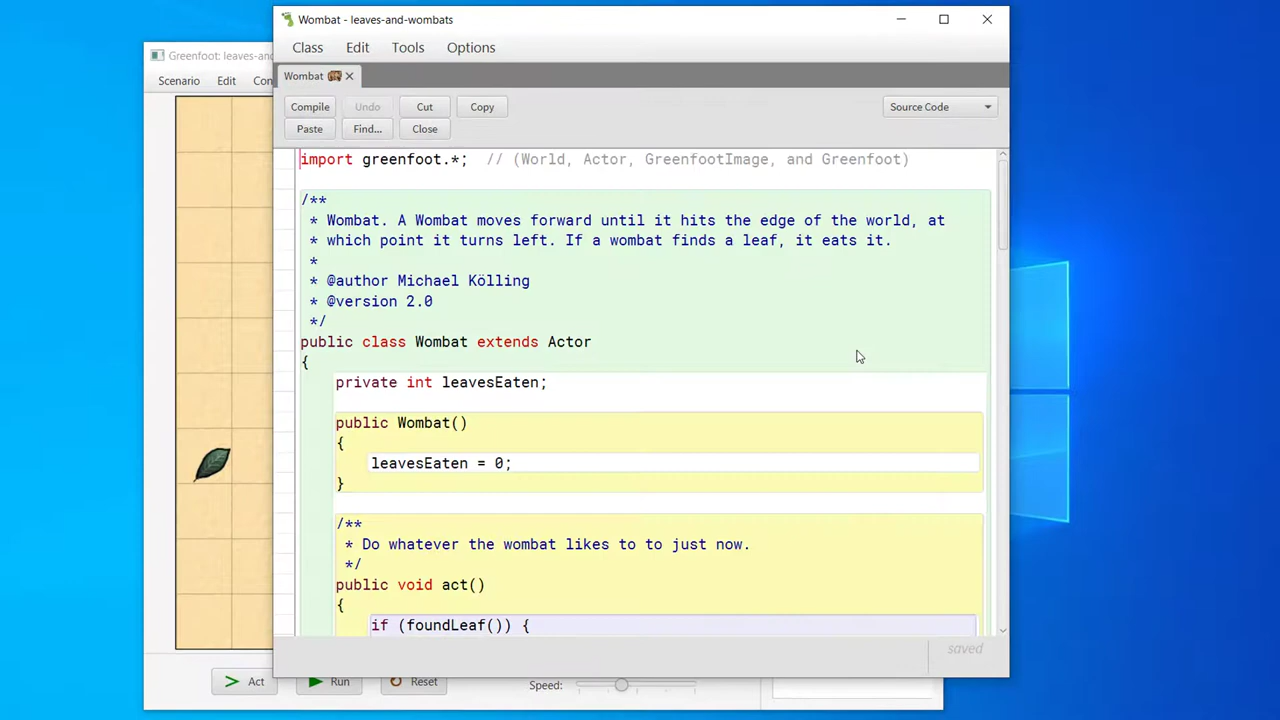 Wombat - leaves-and-wombats
Class Edit Tools Options
Greenfoot: leaves-an
Scenario Edit Con
Wombat
Compile Undo Cut Copy
Source Code
Paste Find... Close
import greenfoot.*;  // (World, Actor, GreenfootImage, and Greenfoot)
/**
* Wombat. A Wombat moves forward until it hits the edge of the world, at
* which point it turns left. If a wombat finds a leaf, it eats it.
*
* @author Michael Kölling
* @version 2.0
*/
public class Wombat extends Actor
{
private int leavesEaten;
public Wombat()
{
leavesEaten = 0;
}
/**
* Do whatever the wombat likes to to just now.
*/
public void act()
{
if (foundLeaf()) {
saved
Act Run Reset Speed: